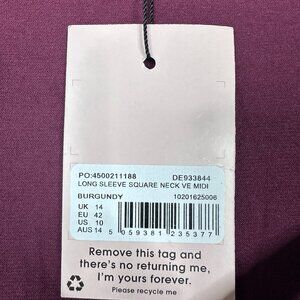 PO:4500211188 DE933844
LONG SLEEVE SQUARE NECK VE MIDI
BURGUNDY 10201625006
UK 14
EU 42
US 10
AUS 14
5 059381 235377
Remove this tag and
there's no returning me,
I'm yours forever.
Please recycle me